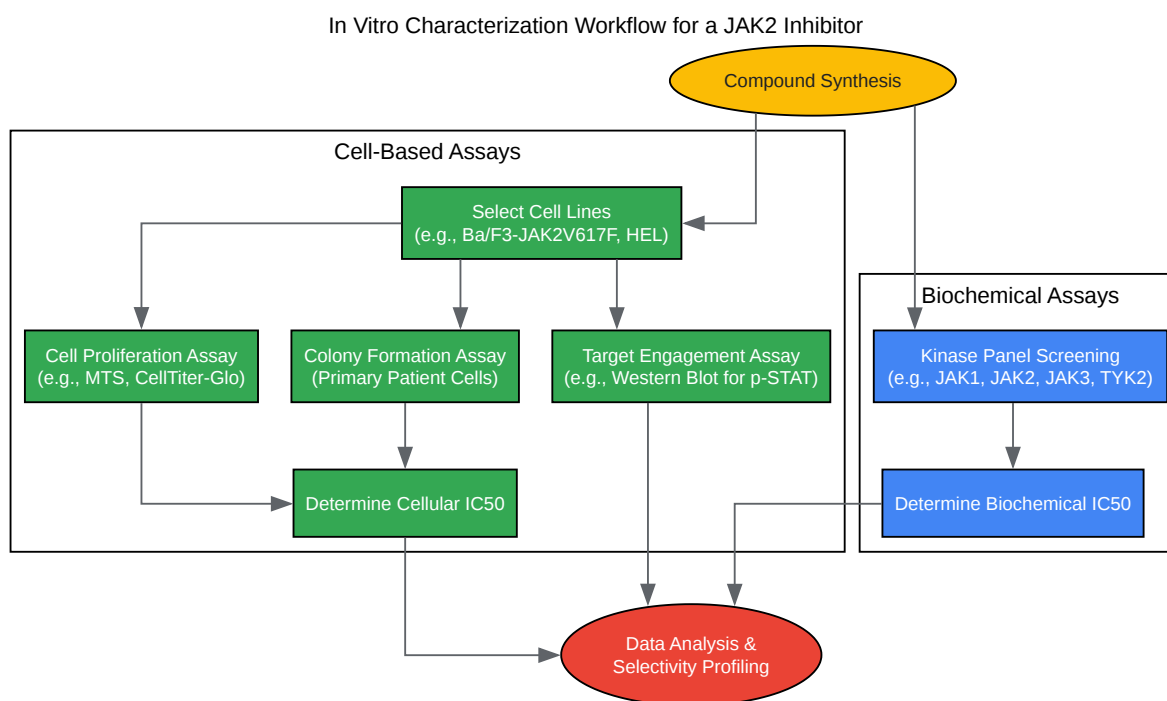 In Vitro Characterization Workflow for a JAK2 Inhibitor
Compound Synthesis
Cell-Based Assays
Select Cell Lines
(e.g., Ba/F3-JAK2V617F, HEL)
Biochemical Assays
Cell Proliferation Assay
(e.g., MTS, CellTiter-Glo)
Colony Formation Assay
(Primary Patient Cells)
Target Engagement Assay
(e.g., Western Blot for p-STAT)
Kinase Panel Screening
(e.g., JAK1, JAK2, JAK3, TYK2)
Determine Cellular IC50
Determine Biochemical IC50
Data Analysis &
Selectivity Profiling